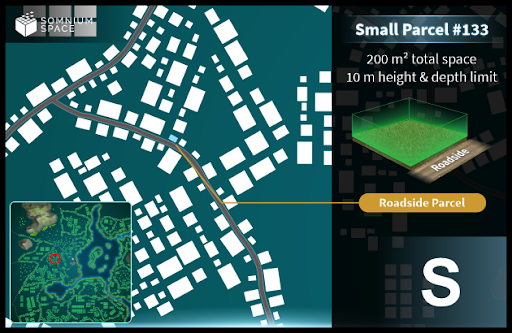 SOMNIUM
SPACE
Small Parcel #133
200 m² total space
10 m height & depth limit
Roadside
Roadside Parcel
S